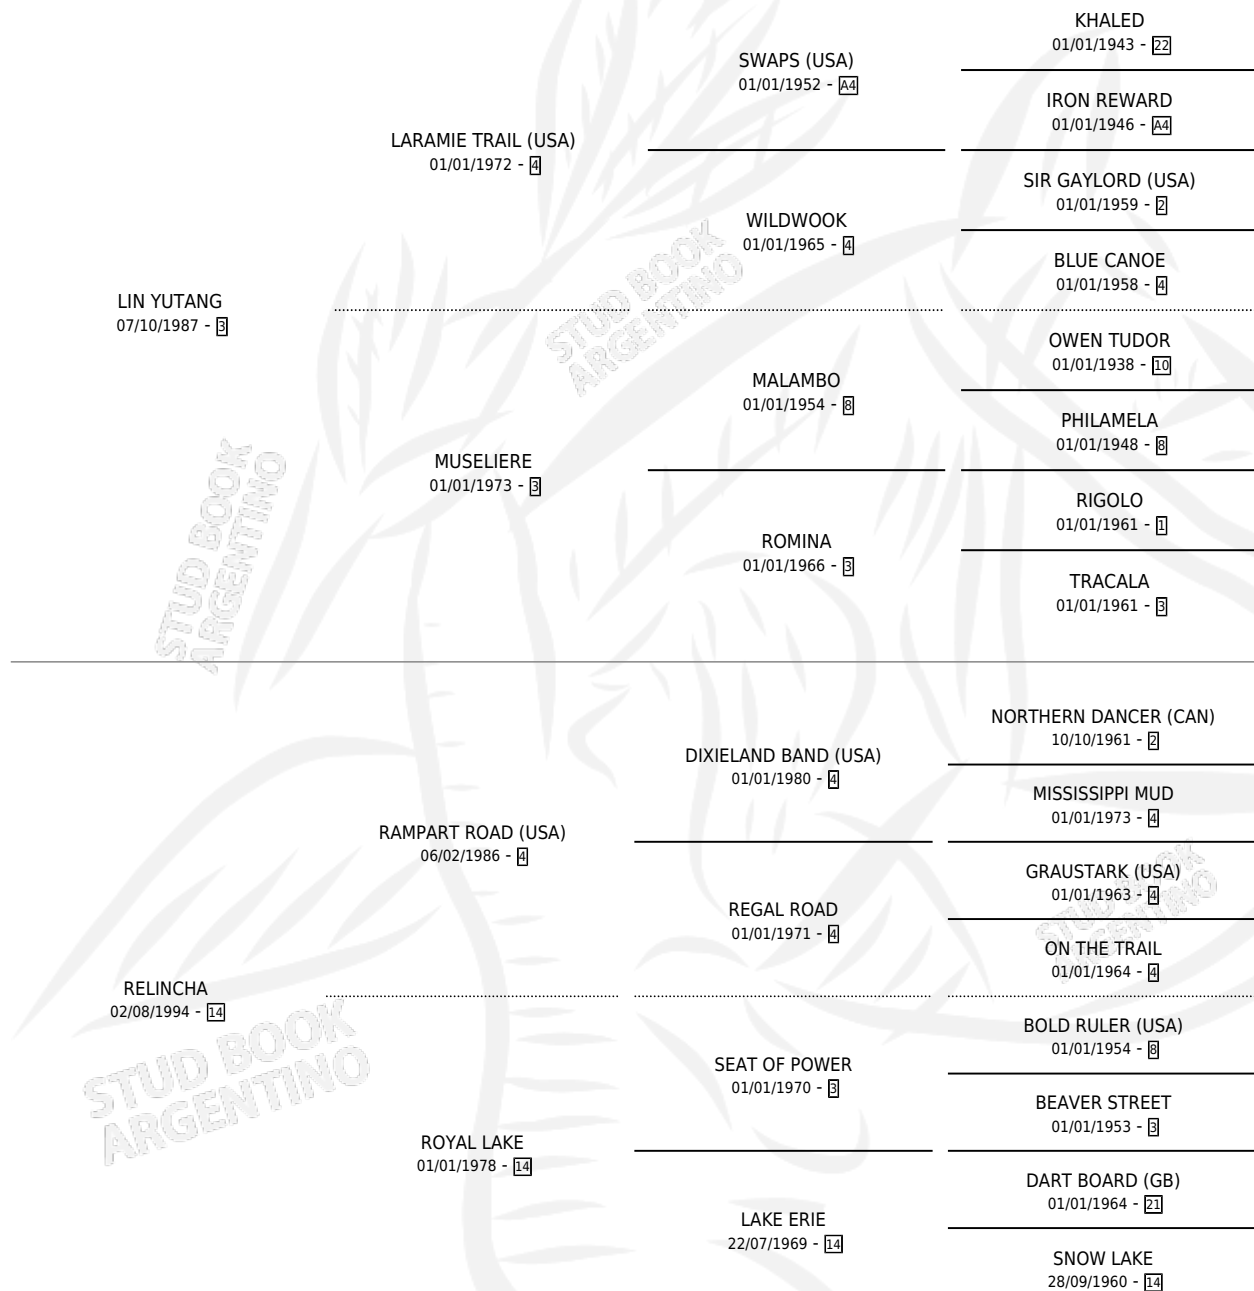 KHALED
01/01/1943 - 22
SWAPS (USA)
01/01/1952 - A4
IRON REWARD
01/01/1946 - A4
LARAMIE TRAIL (USA)
01/01/1972 - 4
SIR GAYLORD (USA)
01/01/1959 - 2
WILDWOOK
01/01/1965 - 4
BLUE CANOE
01/01/1958 - 4
LIN YUTANG
07/10/1987 - 3
OWEN TUDOR
01/01/1938 - 10
MALAMBO
01/01/1954 - 8
PHILAMELA
01/01/1948 - 8
MUSELIERE
01/01/1973 - 3
RIGOLO
01/01/1961 - 1
ROMINA
01/01/1966 - 3
TRACALA
01/01/1961 - 3
NORTHERN DANCER (CAN)
10/10/1961 - 2
DIXIELAND BAND (USA)
01/01/1980 - 4
MISSISSIPPI MUD
01/01/1973 - 4
RAMPART ROAD (USA)
06/02/1986 - 4
GRAUSTARK (USA)
01/01/1963 - 4
REGAL ROAD
01/01/1971 - 4
ON THE TRAIL
01/01/1964 - 4
RELINCHA
02/08/1994 - 14
BOLD RULER (USA)
01/01/1954 - 8
SEAT OF POWER
01/01/1970 - 3
BEAVER STREET
01/01/1953 - 3
ROYAL LAKE
01/01/1978 - 14
DART BOARD (GB)
01/01/1964 - 21
LAKE ERIE
22/07/1969 - 14
SNOW LAKE
28/09/1960 - 14
STUD BOOK
ARGENTINO
STUD BOOK
ARGENTINO
STUD BOOK
ARGENTINO
STUD BOOK
ARGENTINO